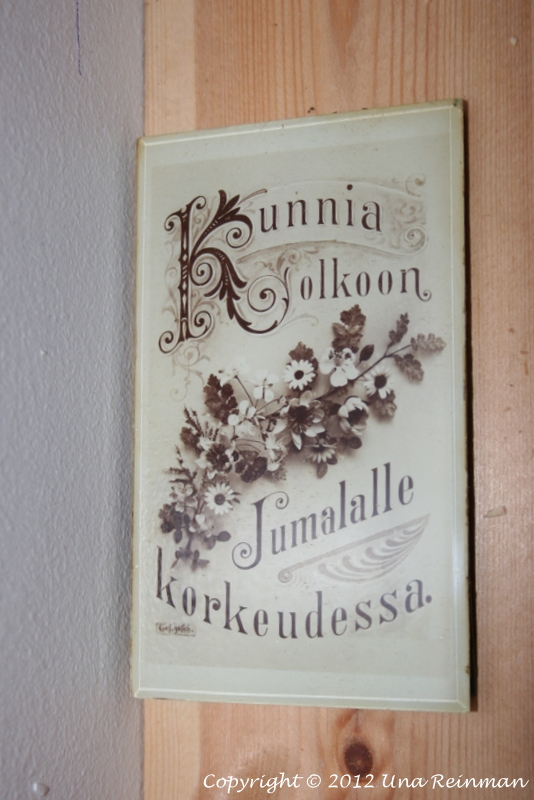 Kunnia
olkoon
Jumalalle
korkeudessa.
Copyright © 2012 Una Reinman